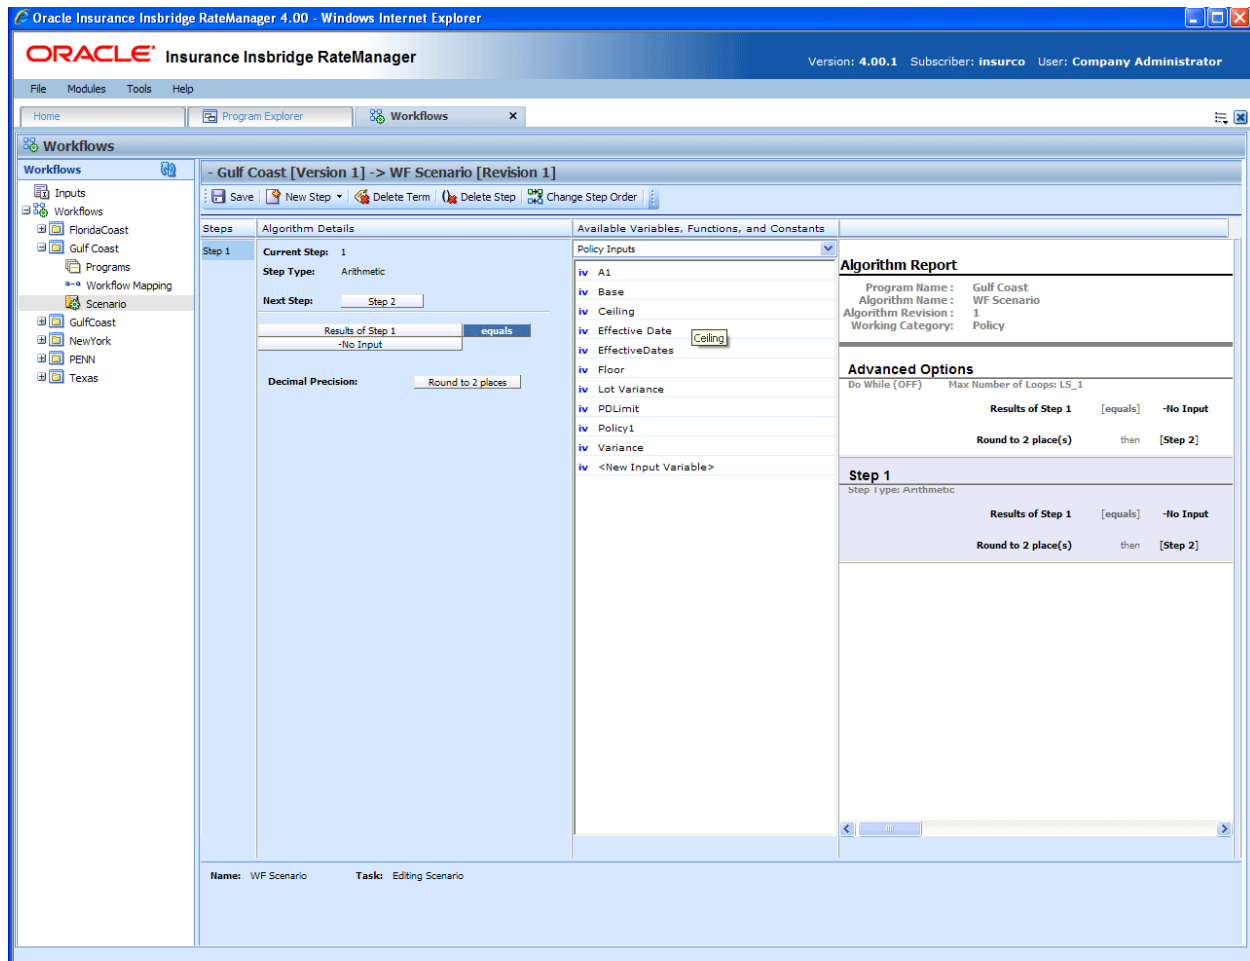 Oracle Insurance Insbridge RateManager 4.00 - Windows Internet Explorer
ORACLE Insurance Insbridge RateManager
Version: 4.00.1 Subscriber: insurco User: Company Administrator
File Modules Tools Help
Home Program Explorer Workflows x
Workflows
Workflows
Inputs
Workflows
FloridaCoast
Gulf Coast
Programs
Workflow Mapping
Scenario
GulfCoast
NewYork
PENN
Texas
- Gulf Coast [Version 1] -> WF Scenario [Revision 1]
Save New Step Delete Term Delete Step Change Step Order
Steps
Step 1
Algorithm Details
Current Step: 1
Step Type: Arithmetic
Next Step: Step 2
Results of Step 1 equals
-No Input
Decimal Precision: Round to 2 places
Available Variables, Functions, and Constants
Policy Inputs
iv A1
iv Base
iv Ceiling
iv Effective Date
Ceiling
iv EffectiveDates
iv Floor
iv Lot Variance
iv PDLimit
iv Policy1
iv Variance
iv <New Input Variable>
Algorithm Report
Program Name : Gulf Coast
Algorithm Name : WF Scenario
Algorithm Revision : 1
Working Category: Policy
Advanced Options
Do While (OFF) Max Number of Loops: LS_1
Results of Step 1 [equals] -No Input
Round to 2 place(s) then [Step 2]
Step 1
Step Type: Arithmetic
Results of Step 1 [equals] -No Input
Round to 2 place(s) then [Step 2]
Name: WF Scenario Task: Editing Scenario